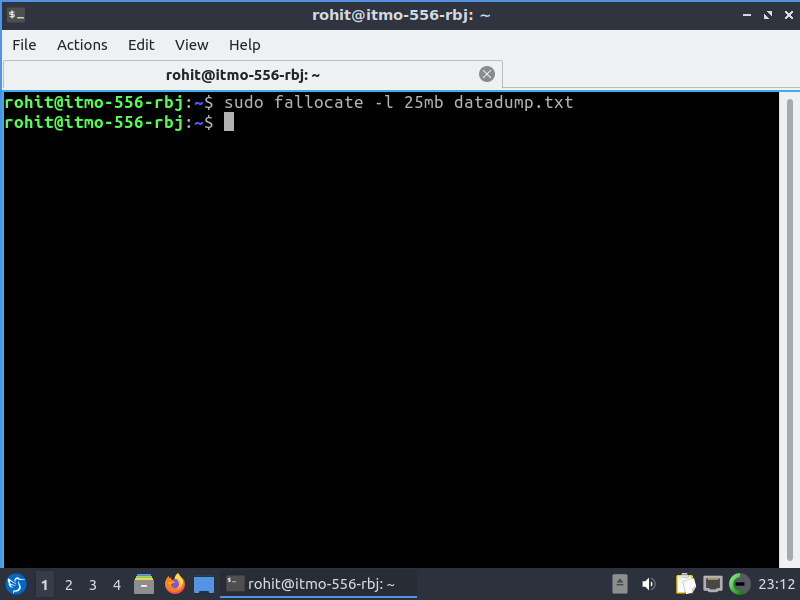 rohit@itmo-556-rbj: ~
File Actions Edit View Help
rohit@itmo-556-rbj: ~
rohit@itmo-556-rbj:~$ sudo fallocate -l 25mb datadump.txt
rohit@itmo-556-rbj:~$
1 2 3 4 rohit@itmo-556-rbj: ~ 23:12